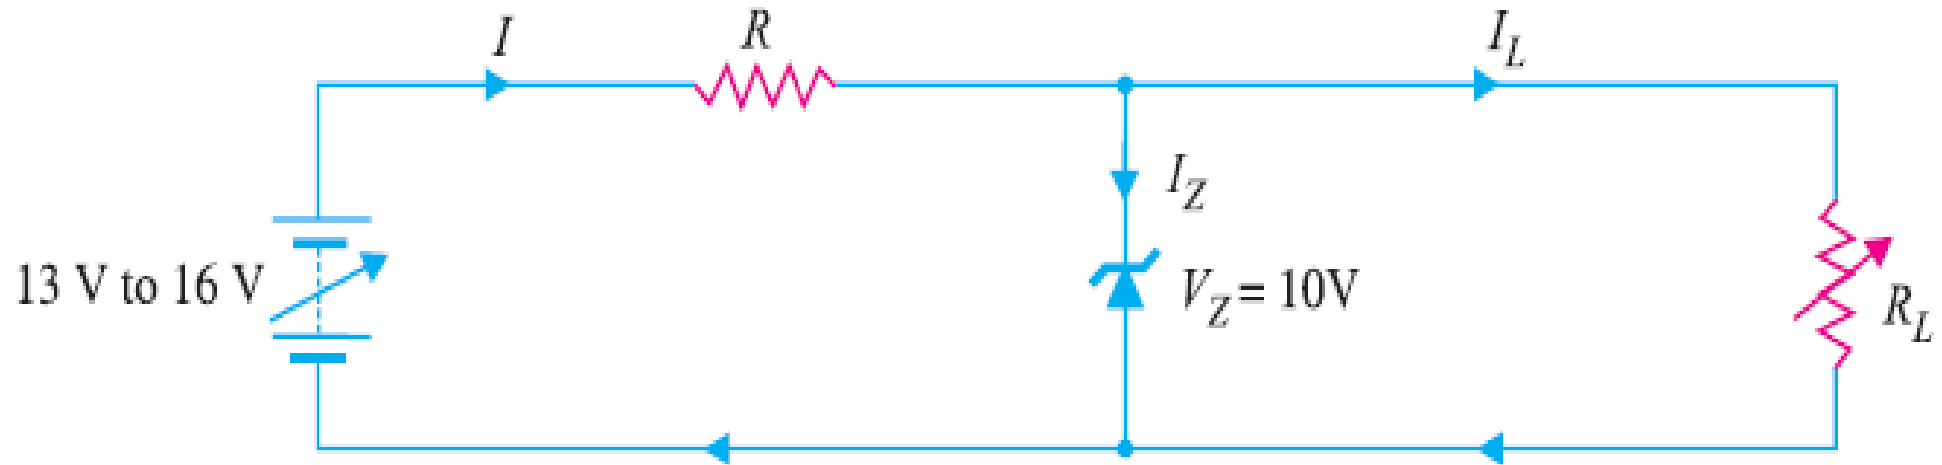 I
R
I_L
I_Z
13 V to 16 V
V_Z = 10V
R_L